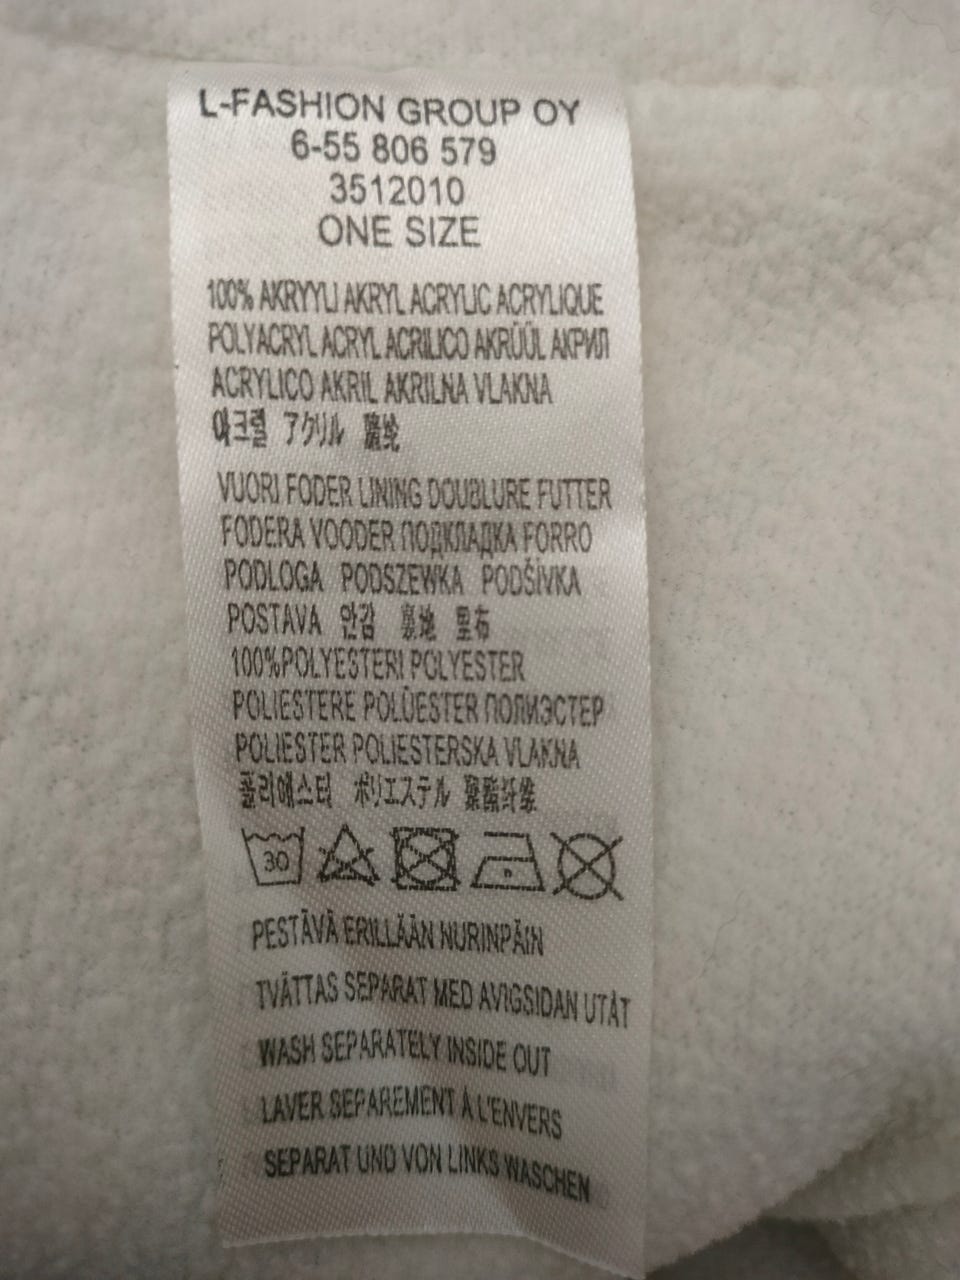 L-FASHION GROUP OY
6-55 806 579
3512010
ONE SIZE
100% AKRYYLI AKRYL ACRYLIC ACRYLIQUE
POLYACRYL ACRYL ACRILICO AKRÜÜL АКРИЛ
ACRYLICO AKRIL AKRILNA VLAKNA
아크렐 アクリル
VUORI FODER LINING DOUBLURE FUTTER
FODERA VOODER ПОДКЛАДКА FORRO
PODLOGA PODSZEWKA PODŠÍVKA
POSTAVA 안감 裏地 里布
100%POLYESTERI POLYESTER
POLIESTERE POLÜESTER ПОЛИЭСТЕР
POLIESTER POLIESTERSKA VLAKNA
폴리에스터 ポリエステル 聚酯纤维
30
PESTÄVÄ ERILLÄÄN NURINPÄIN
TVÄTTAS SEPARAT MED AVIGSIDAN UTÅT
WASH SEPARATELY INSIDE OUT
LAVER SEPAREMENT À L'ENVERS
SEPARAT UND VON LINKS WASCHEN